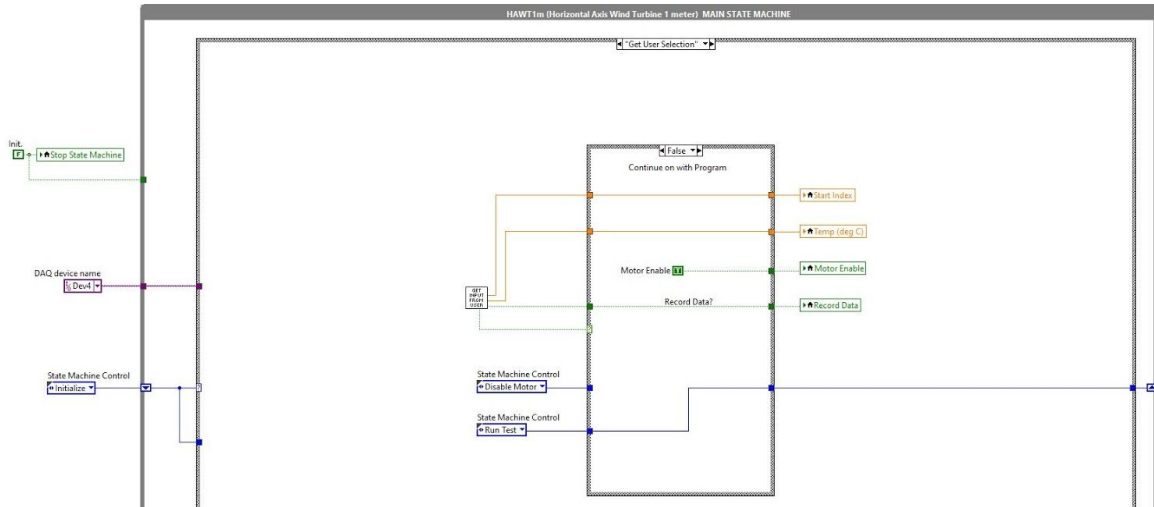 HAWT1m (Horizontal Axis Wind Turbine 1 meter) MAIN STATE MACHINE
"Get User Selection"
Init.
F
Stop State Machine
False
Continue on with Program
Start Index
Temp (deg C)
Motor Enable
T
Motor Enable
DAQ device name
Dev4
GET
INPUT
FROM
USER
Record Data?
Record Data
?
State Machine Control
Initialize
?
State Machine Control
Disable Motor
State Machine Control
Run Test